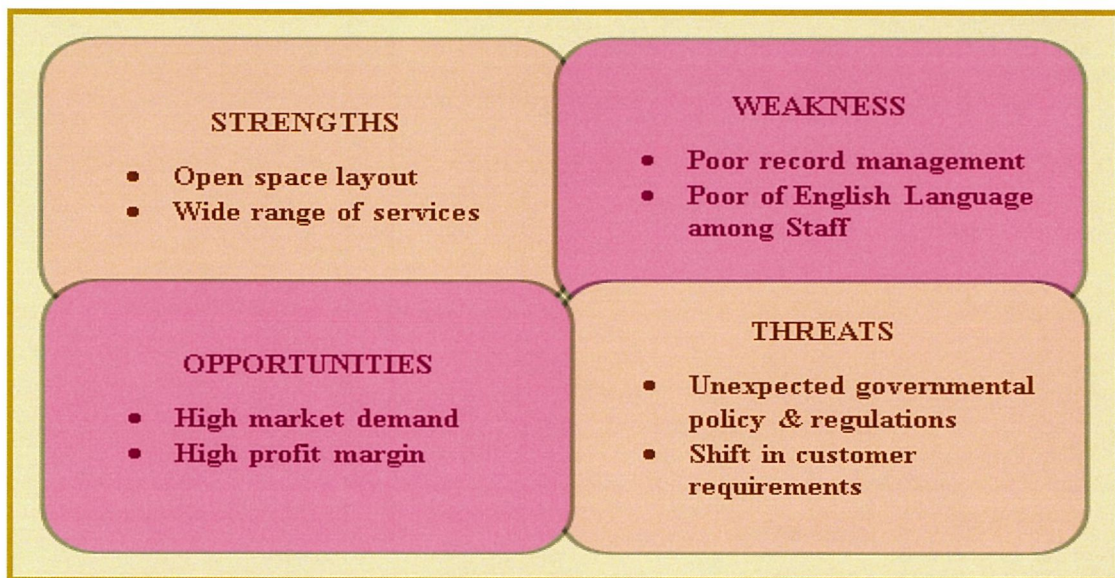 STRENGTHS
• Open space layout
• Wide range of services
WEAKNESS
• Poor record management
• Poor of English Language
among Staff
OPPORTUNITIES
• High market demand
• High profit margin
THREATS
• Unexpected governmental
policy & regulations
• Shift in customer
requirements